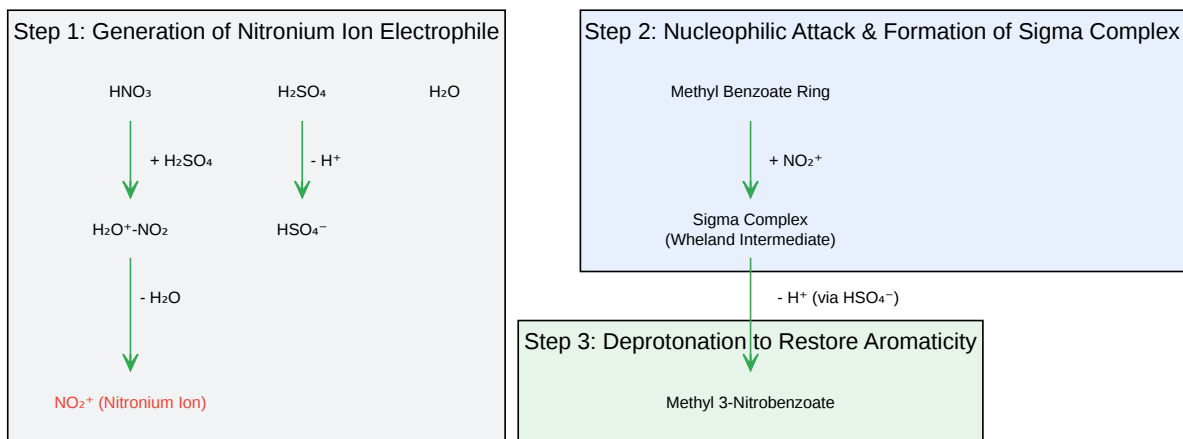 Step 1: Generation of Nitronium Ion Electrophile
HNO₃
H₂SO₄
H₂O
+ H₂SO₄
- H⁺
H₂O⁺-NO₂
HSO₄⁻
- H₂O
NO₂⁺ (Nitronium Ion)
Step 2: Nucleophilic Attack & Formation of Sigma Complex
Methyl Benzoate Ring
+ NO₂⁺
Sigma Complex
(Wheland Intermediate)
- H⁺ (via HSO₄⁻)
Step 3: Deprotonation to Restore Aromaticity
Methyl 3-Nitrobenzoate